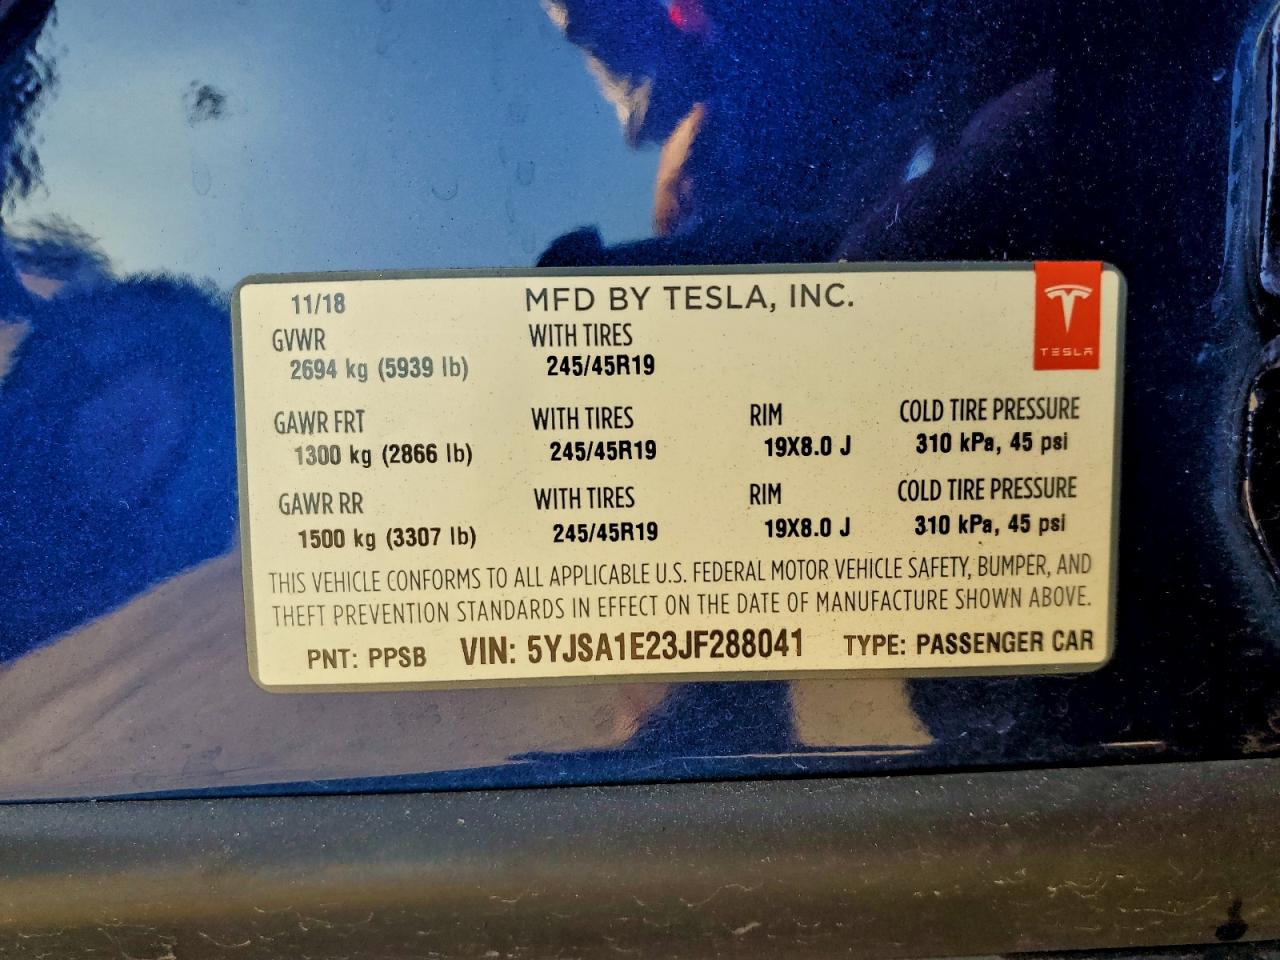 11/18 MFD BY TESLA, INC.
TESLA
GVWR WITH TIRES
2694 kg (5939 lb) 245/45R19
GAWR FRT WITH TIRES RIM COLD TIRE PRESSURE
1300 kg (2866 lb) 245/45R19 19X8.0 J 310 kPa, 45 psi
GAWR RR WITH TIRES RIM COLD TIRE PRESSURE
1500 kg (3307 lb) 245/45R19 19X8.0 J 310 kPa, 45 psi
THIS VEHICLE CONFORMS TO ALL APPLICABLE U.S. FEDERAL MOTOR VEHICLE SAFETY, BUMPER, AND
THEFT PREVENTION STANDARDS IN EFFECT ON THE DATE OF MANUFACTURE SHOWN ABOVE.
PNT: PPSB VIN: 5YJSA1E23JF288041 TYPE: PASSENGER CAR